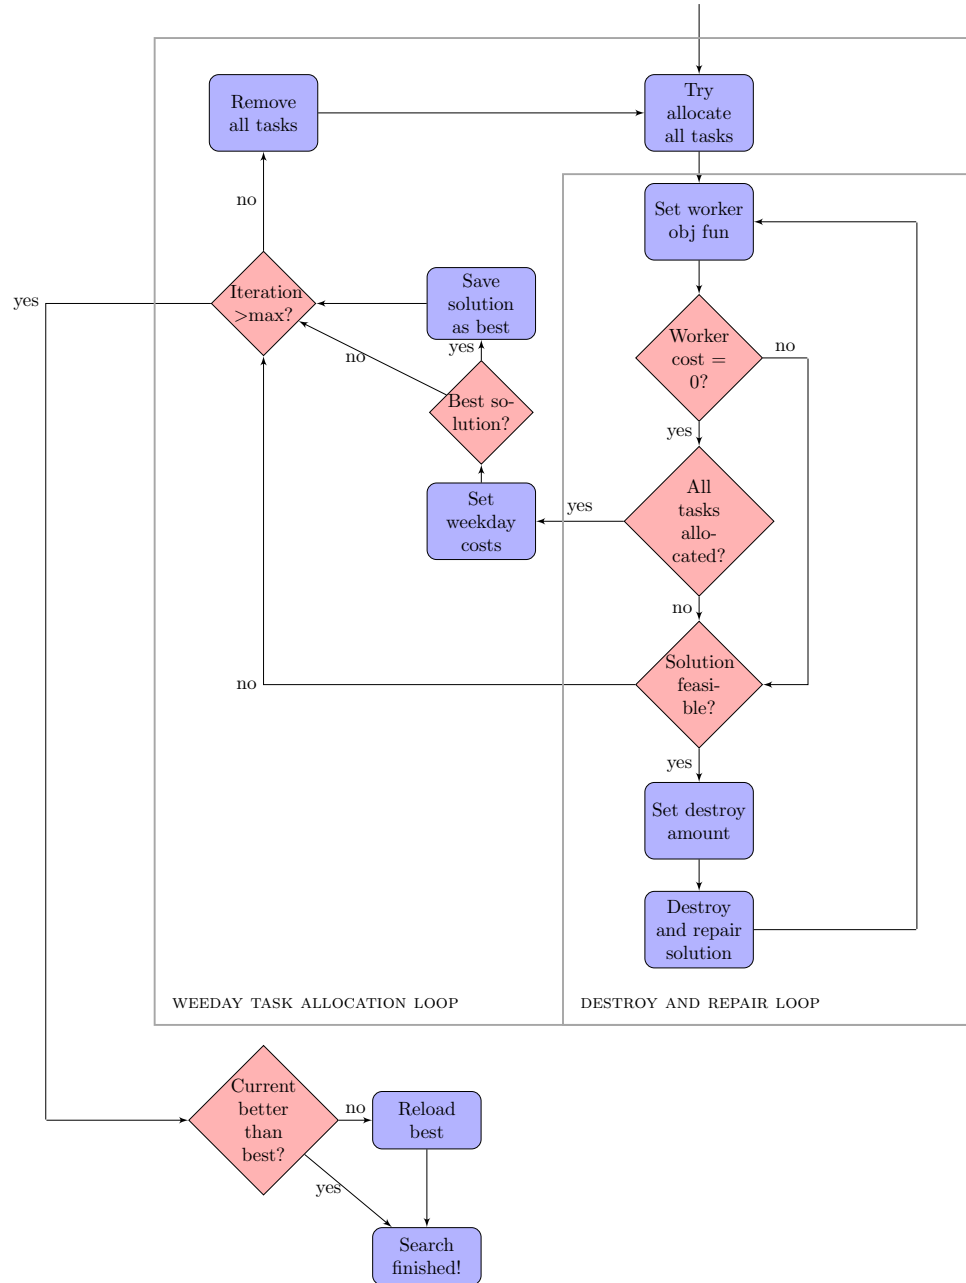 Remove
all tasks
Try
allocate
all tasks
no
Set worker
obj fun
yes
Iteration
>max?
Save
solution
as best
no
yes
Worker
cost =
0?
no
Best so-
lution?
yes
Set
weekday
costs
yes
All
tasks
allo-
cated?
no
no
Solution
feasi-
ble?
yes
Set destroy
amount
Destroy
and repair
solution
WEEDAY TASK ALLOCATION LOOP
DESTROY AND REPAIR LOOP
Current
better
than
best?
no
Reload
best
yes
Search
finished!